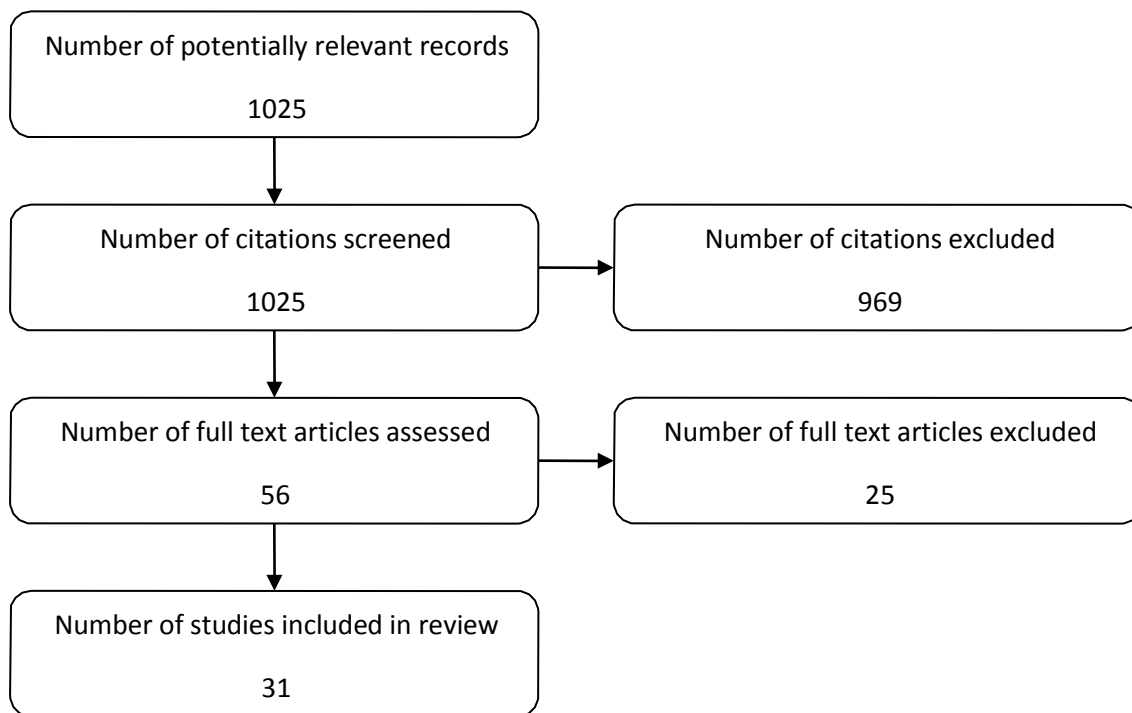 Number of potentially relevant records
1025
Number of citations screened
1025
Number of citations excluded
969
Number of full text articles assessed
56
Number of full text articles excluded
25
Number of studies included in review
31